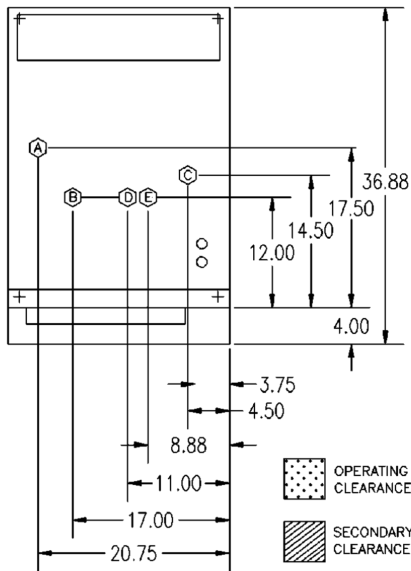 A
B
D
E
C
36.88
17.50
14.50
12.00
4.00
3.75
4.50
8.88
11.00
17.00
20.75
OPERATING
CLEARANCE
SECONDARY
CLEARANCE